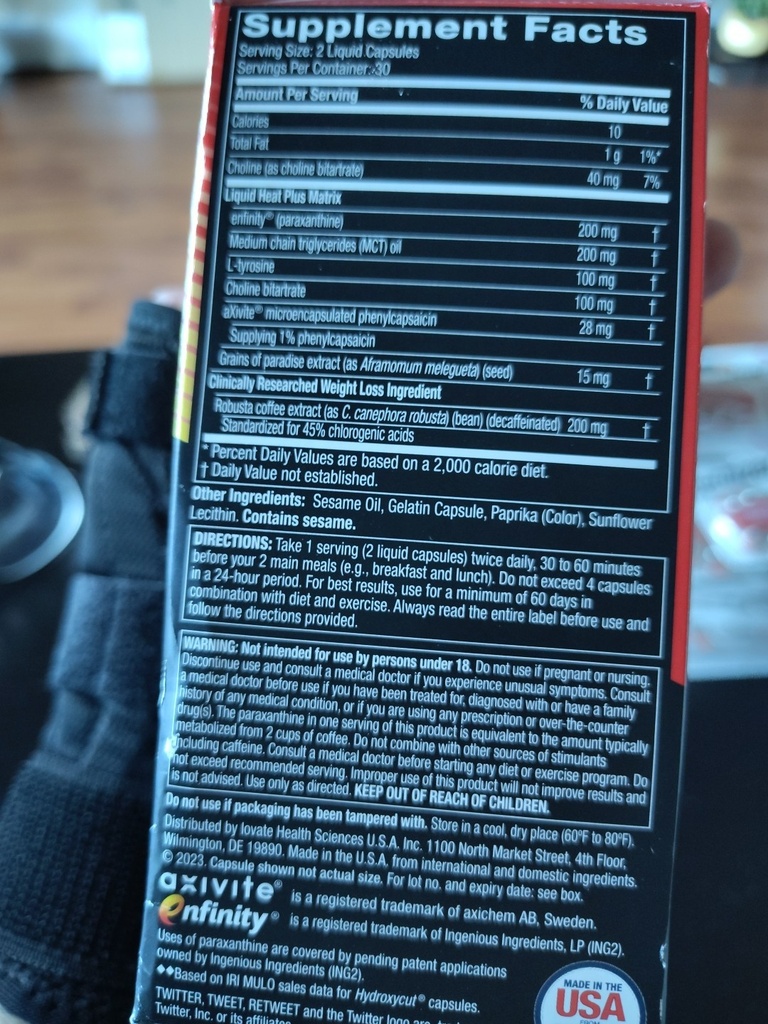 Supplement Facts
Serving Size: 2 Liquid Capsules
Servings Per Container: 30
Amount Per Serving % Daily Value
Calories 10
Total Fat 1 g 1%*
Choline (as choline bitartrate) 40 mg 7%
Liquid Heat Plus Matrix
enfinity® (paraxanthine) 200 mg †
Medium chain triglycerides (MCT) oil 200 mg †
L-tyrosine 100 mg †
Choline bitartrate 100 mg †
aXivite® microencapsulated phenylcapsaicin 28 mg †
Supplying 1% phenylcapsaicin
Grains of paradise extract (as Aframomum melegueta) (seed) 15 mg †
Clinically Researched Weight Loss Ingredient
Robusta coffee extract (as C. canephora robusta) (bean) (decaffeinated) 200 mg †
Standardized for 45% chlorogenic acids
* Percent Daily Values are based on a 2,000 calorie diet.
† Daily Value not established.
Other Ingredients: Sesame Oil, Gelatin Capsule, Paprika (Color), Sunflower
Lecithin. Contains sesame.
DIRECTIONS: Take 1 serving (2 liquid capsules) twice daily, 30 to 60 minutes
before your 2 main meals (e.g., breakfast and lunch). Do not exceed 4 capsules
in a 24-hour period. For best results, use for a minimum of 60 days in
combination with diet and exercise. Always read the entire label before use and
follow the directions provided.
WARNING: Not intended for use by persons under 18. Do not use if pregnant or nursing.
Discontinue use and consult a medical doctor if you experience unusual symptoms. Consult
a medical doctor before use if you have been treated for, diagnosed with or have a family
history of any medical condition, or if you are using any prescription or over-the-counter
drug(s). The paraxanthine in one serving of this product is equivalent to the amount typically
metabolized from 2 cups of coffee. Do not combine with other sources of stimulants
including caffeine. Consult a medical doctor before starting any diet or exercise program. Do
not exceed recommended serving. Improper use of this product will not improve results and
is not advised. Use only as directed. KEEP OUT OF REACH OF CHILDREN.
Do not use if packaging has been tampered with. Store in a cool, dry place (60°F to 80°F).
Distributed by Iovate Health Sciences U.S.A. Inc. 1100 North Market Street, 4th Floor,
Wilmington, DE 19890. Made in the U.S.A. from international and domestic ingredients.
© 2023. Capsule shown not actual size. For lot no. and expiry date: see box.
axivite® is a registered trademark of axichem AB, Sweden.
enfinity® is a registered trademark of Ingenious Ingredients, LP (ING2).
Uses of paraxanthine are covered by pending patent applications
owned by Ingenious Ingredients (ING2).
◆◆Based on IRI MULO sales data for Hydroxycut® capsules.
TWITTER, TWEET, RETWEET and the Twitter logo are
Twitter, Inc. or its affiliates
MADE IN THE
USA